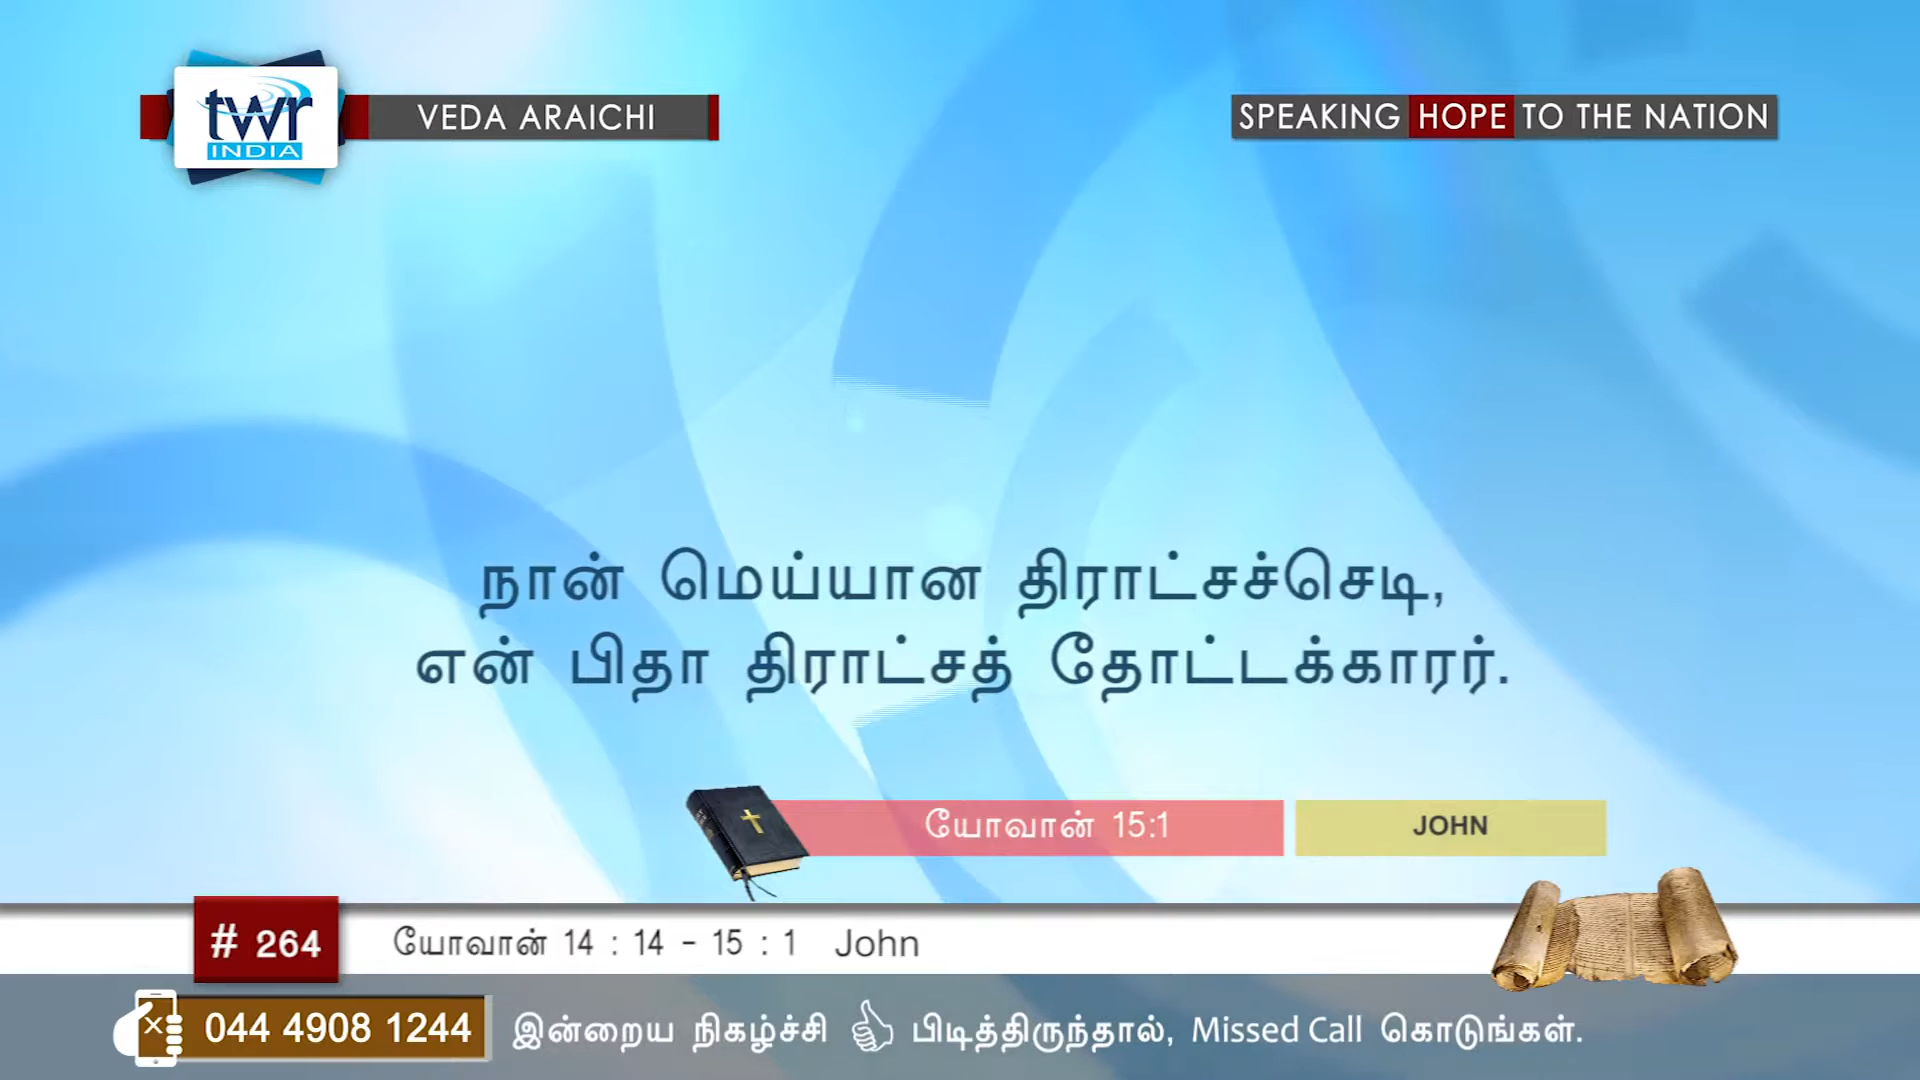 twr
INDIA
VEDA ARAICHI
SPEAKING HOPE TO THE NATION
நான் மெய்யான திராட்சச்செடி,
என் பிதா திராட்சத் தோட்டக்காரர்.
யோவான் 15:1
JOHN
# 264
யோவான் 14 : 14 - 15 : 1 John
044 4908 1244
இன்றைய நிகழ்ச்சி பிடித்திருந்தால், Missed Call கொடுங்கள்.